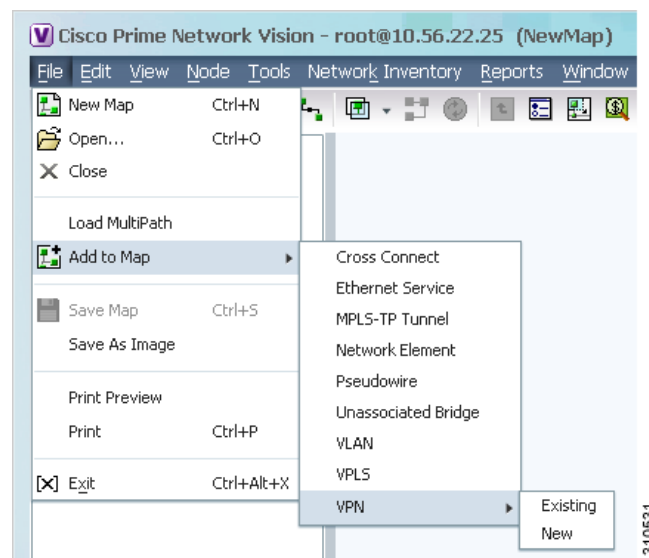 V Cisco Prime Network Vision - root@10.56.22.25 (NewMap)
File Edit View Node Tools Network Inventory Reports Window
New Map Ctrl+N
Open... Ctrl+O
Close
Load MultiPath
Add to Map
Save Map Ctrl+S
Save As Image
Print Preview
Print Ctrl+P
Exit Ctrl+Alt+X
Cross Connect
Ethernet Service
MPLS-TP Tunnel
Network Element
Pseudowire
Unassociated Bridge
VLAN
VPLS
VPN
Existing
New